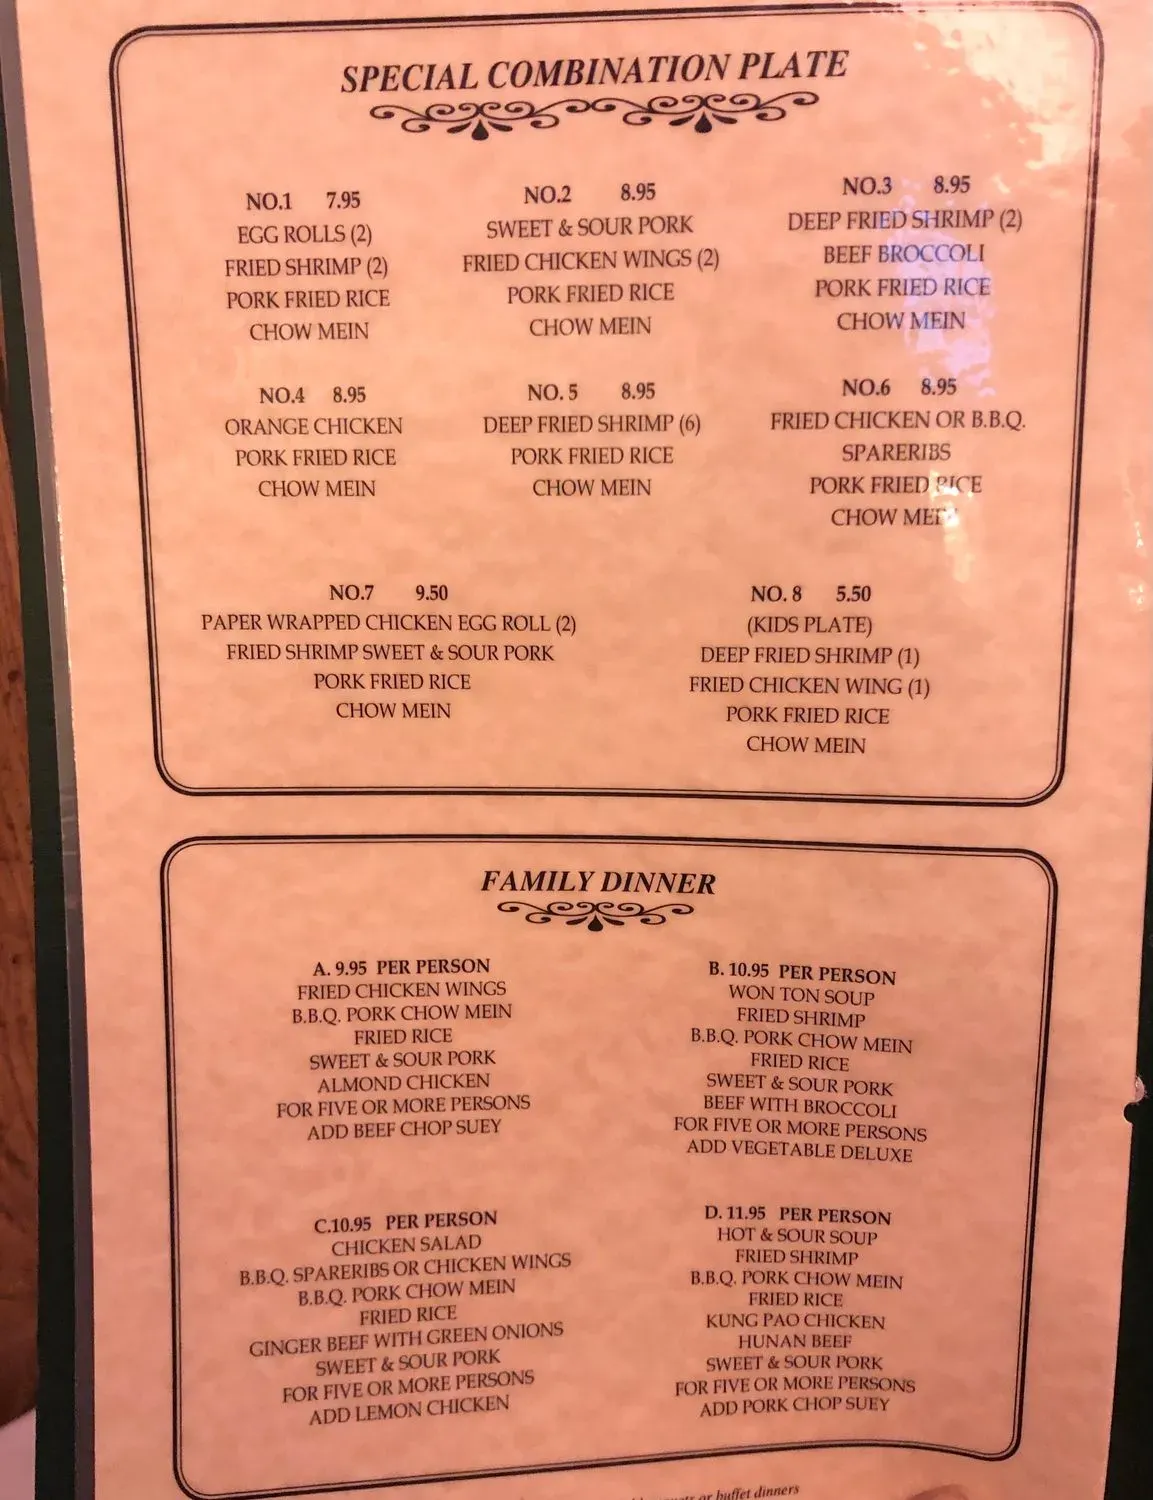 SPECIAL COMBINATION PLATE
NO.1 7.95
EGG ROLLS (2)
FRIED SHRIMP (2)
PORK FRIED RICE
CHOW MEIN
NO.2 8.95
SWEET & SOUR PORK
FRIED CHICKEN WINGS (2)
PORK FRIED RICE
CHOW MEIN
NO.3 8.95
DEEP FRIED SHRIMP (2)
BEEF BROCCOLI
PORK FRIED RICE
CHOW MEIN
NO.4 8.95
ORANGE CHICKEN
PORK FRIED RICE
CHOW MEIN
NO. 5 8.95
DEEP FRIED SHRIMP (6)
PORK FRIED RICE
CHOW MEIN
NO.6 8.95
FRIED CHICKEN OR B.B.Q.
SPARERIBS
PORK FRIED RICE
CHOW MEIN
NO.7 9.50
PAPER WRAPPED CHICKEN EGG ROLL (2)
FRIED SHRIMP SWEET & SOUR PORK
PORK FRIED RICE
CHOW MEIN
NO. 8 5.50
(KIDS PLATE)
DEEP FRIED SHRIMP (1)
FRIED CHICKEN WING (1)
PORK FRIED RICE
CHOW MEIN
FAMILY DINNER
A. 9.95 PER PERSON
FRIED CHICKEN WINGS
B.B.Q. PORK CHOW MEIN
FRIED RICE
SWEET & SOUR PORK
ALMOND CHICKEN
FOR FIVE OR MORE PERSONS
ADD BEEF CHOP SUEY
B. 10.95 PER PERSON
WON TON SOUP
FRIED SHRIMP
B.B.Q. PORK CHOW MEIN
FRIED RICE
SWEET & SOUR PORK
BEEF WITH BROCCOLI
FOR FIVE OR MORE PERSONS
ADD VEGETABLE DELUXE
C.10.95 PER PERSON
CHICKEN SALAD
B.B.Q. SPARERIBS OR CHICKEN WINGS
B.B.Q. PORK CHOW MEIN
FRIED RICE
GINGER BEEF WITH GREEN ONIONS
SWEET & SOUR PORK
FOR FIVE OR MORE PERSONS
ADD LEMON CHICKEN
D. 11.95 PER PERSON
HOT & SOUR SOUP
FRIED SHRIMP
B.B.Q. PORK CHOW MEIN
FRIED RICE
KUNG PAO CHICKEN
HUNAN BEEF
SWEET & SOUR PORK
FOR FIVE OR MORE PERSONS
ADD PORK CHOP SUEY
or buffet dinners